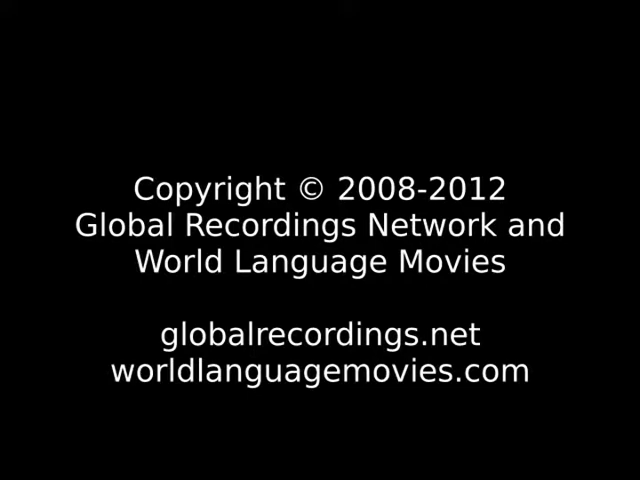 Copyright © 2008-2012
Global Recordings Network and
World Language Movies
globalrecordings.net
worldlanguagemovies.com